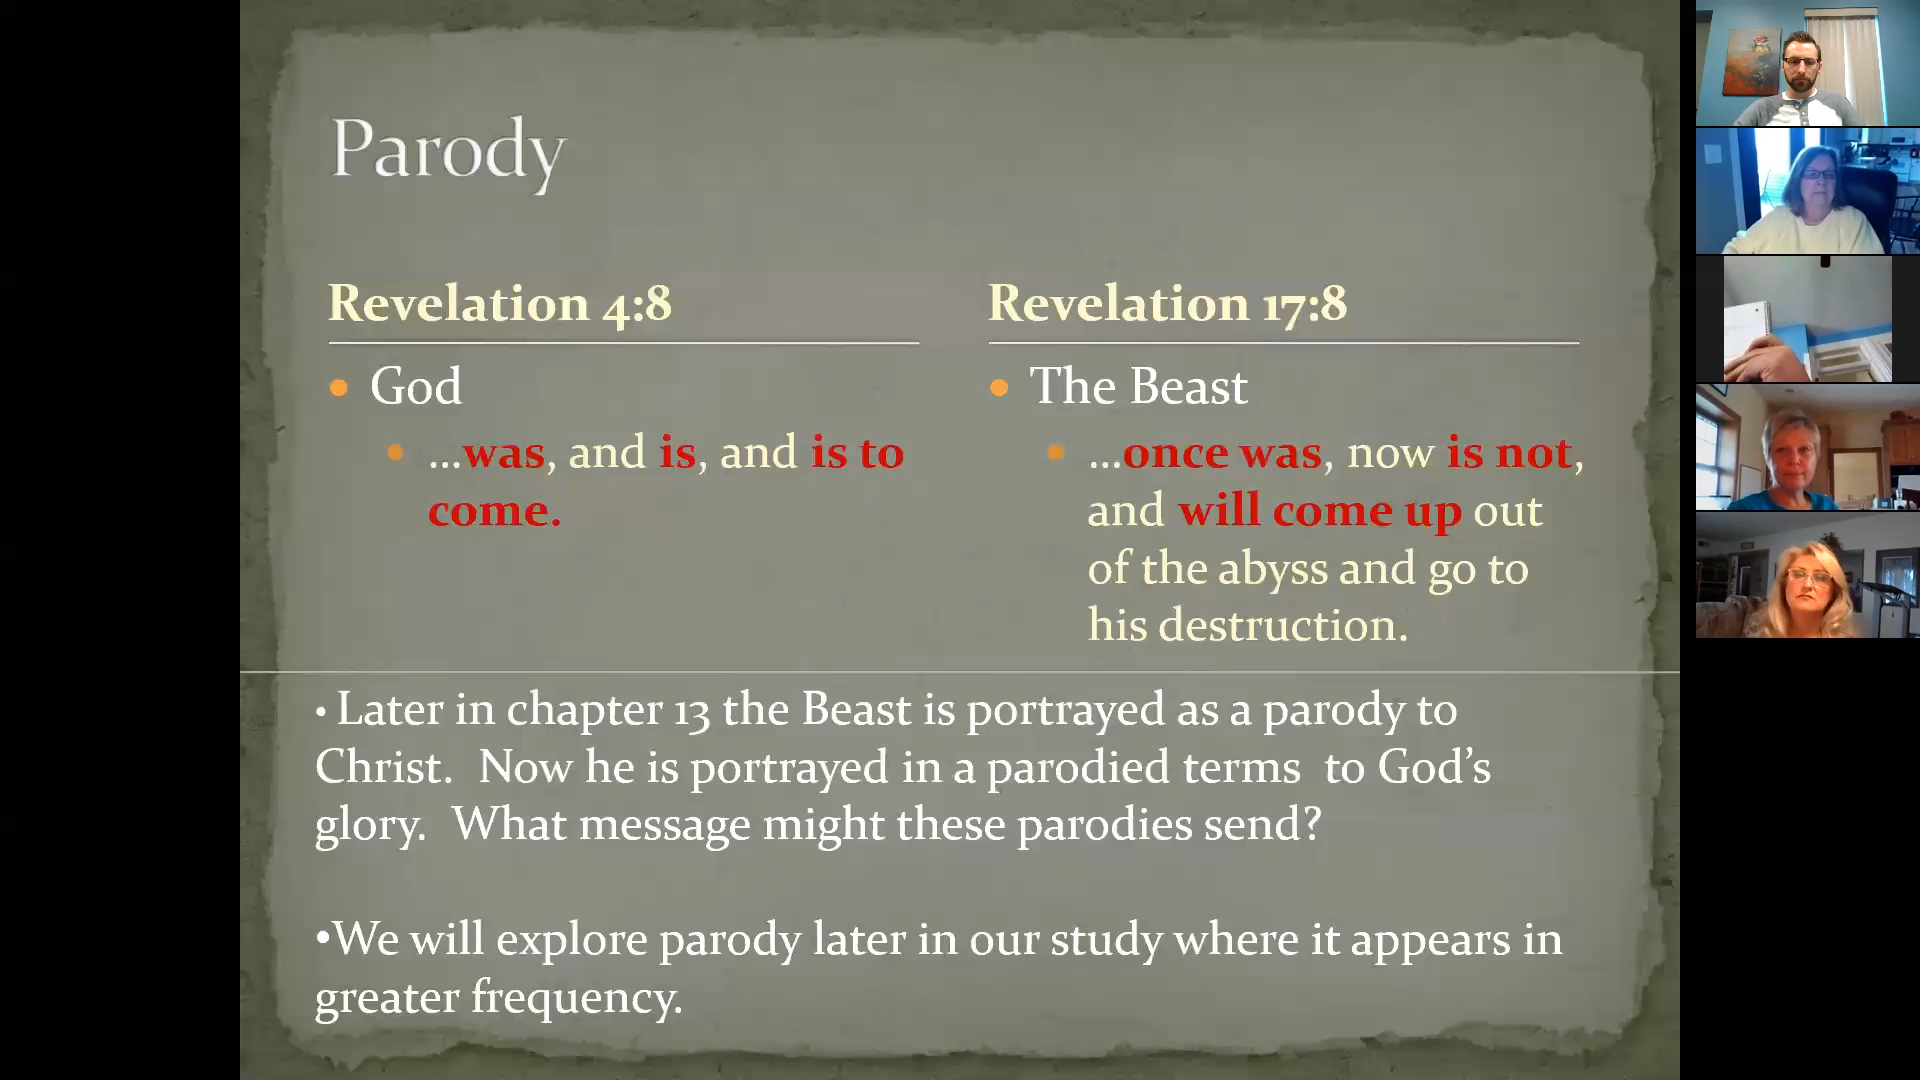 Parody
Revelation 4:8
• God
• ...was, and is, and is to
come.
Revelation 17:8
• The Beast
• ...once was, now is not,
and will come up out
of the abyss and go to
his destruction.
• Later in chapter 13 the Beast is portrayed as a parody to
Christ.  Now he is portrayed in a parodied terms  to God’s
glory.  What message might these parodies send?
•We will explore parody later in our study where it appears in
greater frequency.